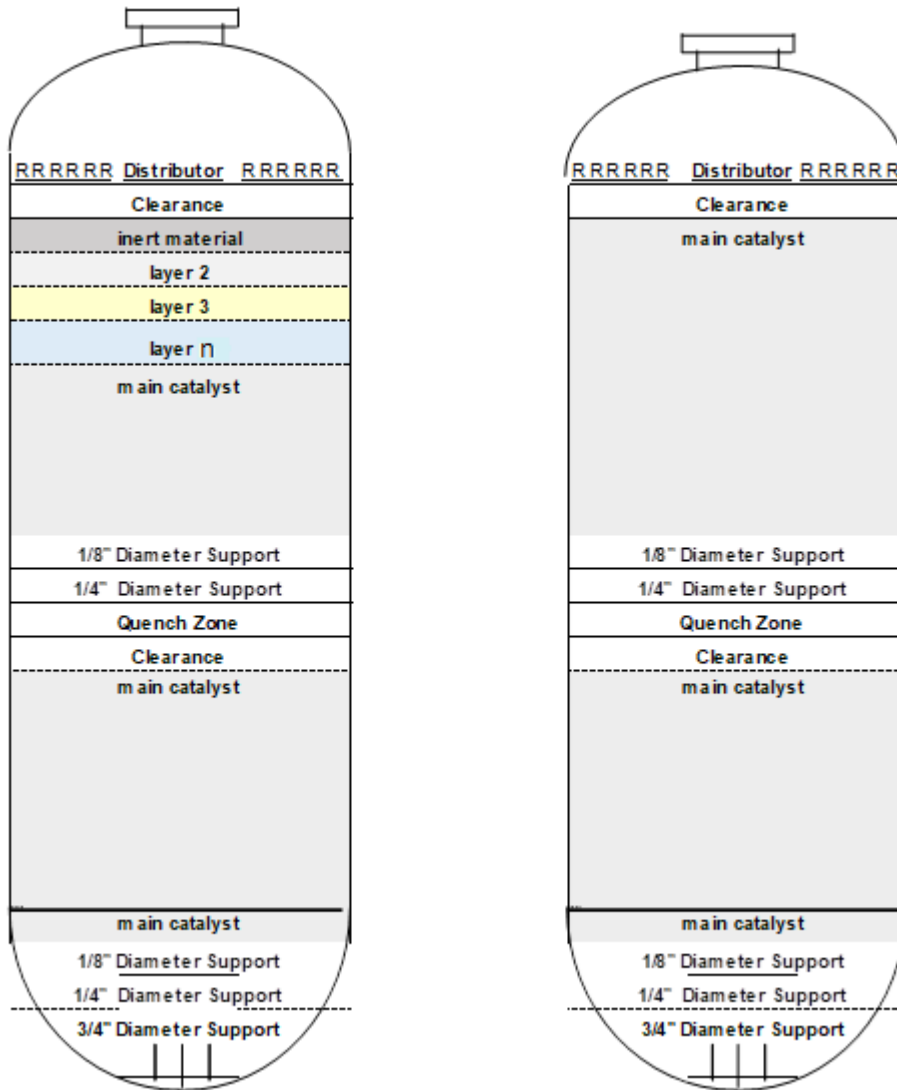 RRRRRR Distributor RRRRRR
Clearance
inert material
layer 2
layer 3
layer n
main catalyst
1/8" Diameter Support
1/4" Diameter Support
Quench Zone
Clearance
main catalyst
main catalyst
1/8" Diameter Support
1/4" Diameter Support
3/4" Diameter Support
RRRRRR Distributor RRRRRR
Clearance
main catalyst
1/8" Diameter Support
1/4" Diameter Support
Quench Zone
Clearance
main catalyst
main catalyst
1/8" Diameter Support
1/4" Diameter Support
3/4" Diameter Support